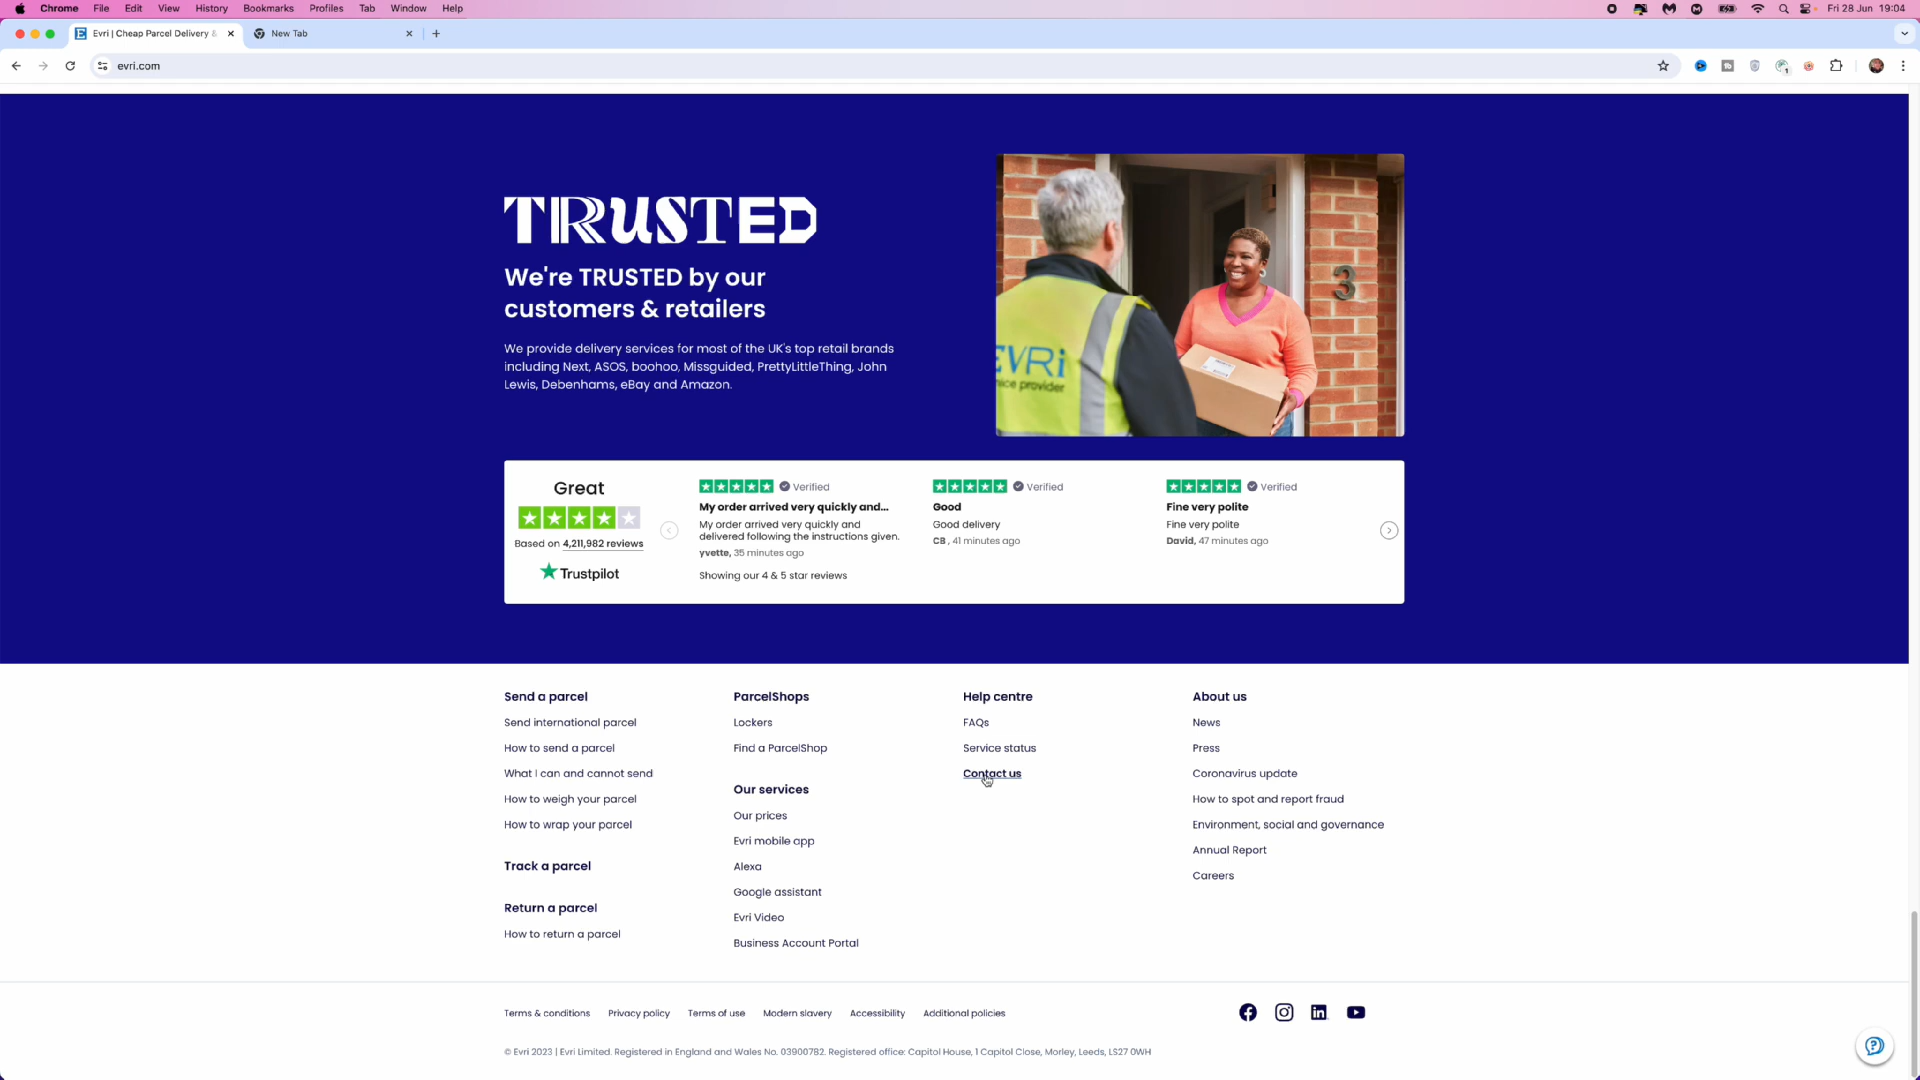 Chrome File Edit View History Bookmarks Profiles Tab Window Help
Fri 28 Jun 19:04
Evri | Cheap Parcel Delivery &
New Tab
evri.com
TRUSTED
We're TRUSTED by our
customers & retailers
We provide delivery services for most of the UK's top retail brands
including Next, ASOS, boohoo, Missguided, PrettyLittleThing, John
Lewis, Debenhams, eBay and Amazon.
3
EVRi
ice provider
Great
Based on 4,211,982 reviews
Trustpilot
Verified
My order arrived very quickly and...
My order arrived very quickly and
delivered following the instructions given.
yvette, 35 minutes ago
Showing our 4 & 5 star reviews
Verified
Good
Good delivery
CB , 41 minutes ago
Verified
Fine very polite
Fine very polite
David, 47 minutes ago
Send a parcel
Send international parcel
How to send a parcel
What I can and cannot send
How to weigh your parcel
How to wrap your parcel
Track a parcel
Return a parcel
How to return a parcel
ParcelShops
Lockers
Find a ParcelShop
Our services
Our prices
Evri mobile app
Alexa
Google assistant
Evri Video
Business Account Portal
Help centre
FAQs
Service status
Contact us
About us
News
Press
Coronavirus update
How to spot and report fraud
Environment, social and governance
Annual Report
Careers
Terms & conditions Privacy policy Terms of use Modern slavery Accessibility Additional policies
© Evri 2023 | Evri Limited. Registered in England and Wales No. 03900782. Registered office: Capitol House, 1 Capitol Close, Morley, Leeds, LS27 0WH